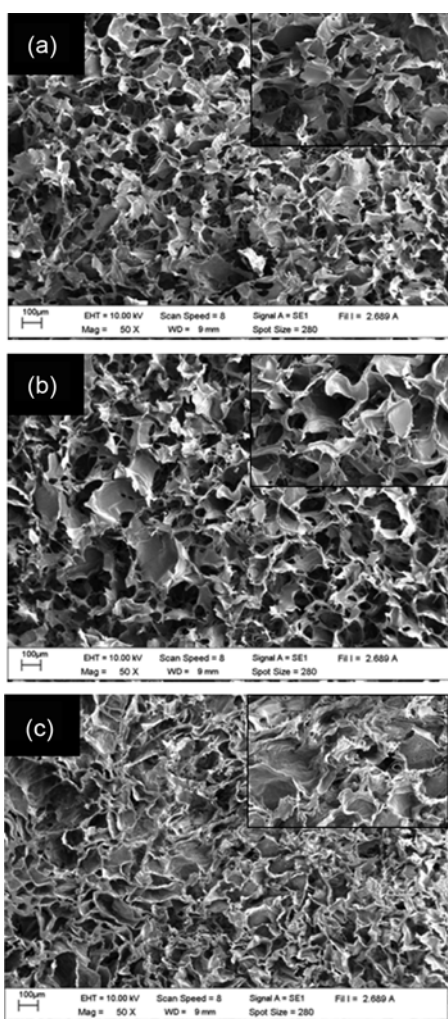 (a)
100µm EHT = 10.00 kV Scan Speed = 8 Signal A = SE1 Fil I = 2.689 A
Mag = 50 X WD = 9 mm Spot Size = 280
(b)
100µm EHT = 10.00 kV Scan Speed = 8 Signal A = SE1 Fil I = 2.689 A
Mag = 50 X WD = 9 mm Spot Size = 280
(c)
100µm EHT = 10.00 kV Scan Speed = 8 Signal A = SE1 Fil I = 2.689 A
Mag = 50 X WD = 9 mm Spot Size = 280